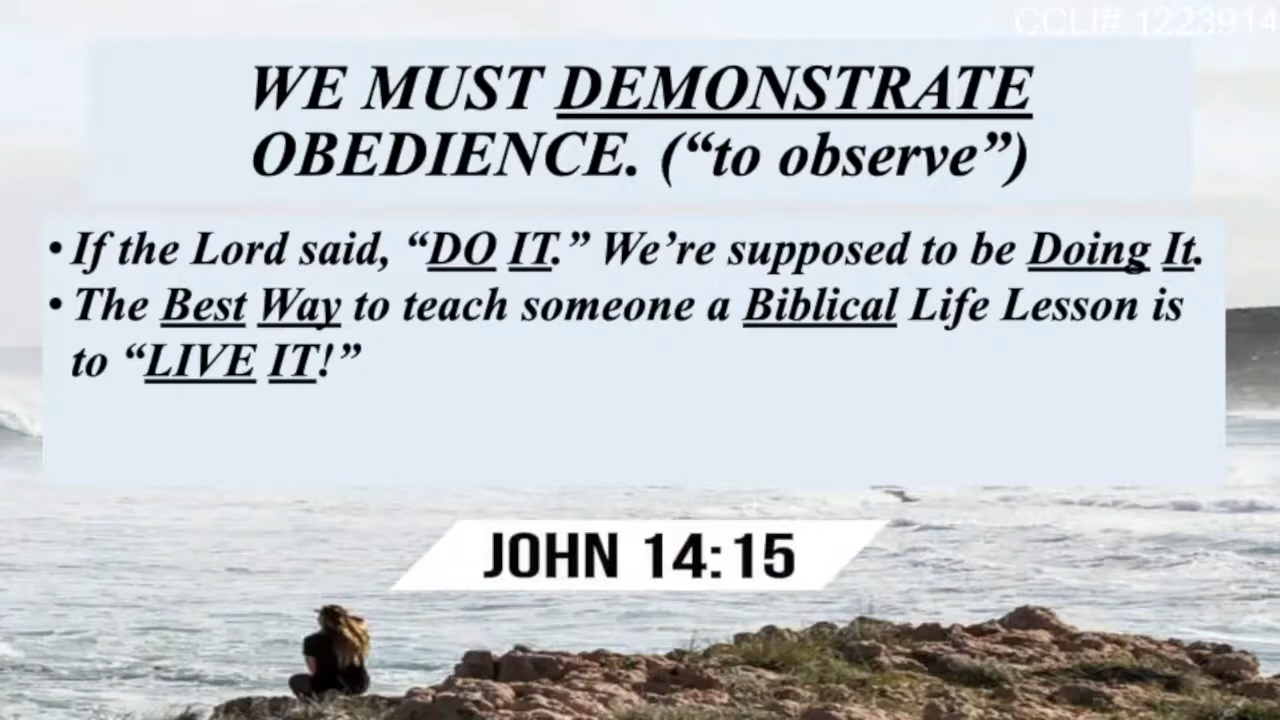 CCLI# 1223914
WE MUST DEMONSTRATE
OBEDIENCE. (“to observe”)
• If the Lord said, “DO IT.” We’re supposed to be Doing It.
• The Best Way to teach someone a Biblical Life Lesson is
to “LIVE IT!”
JOHN 14:15